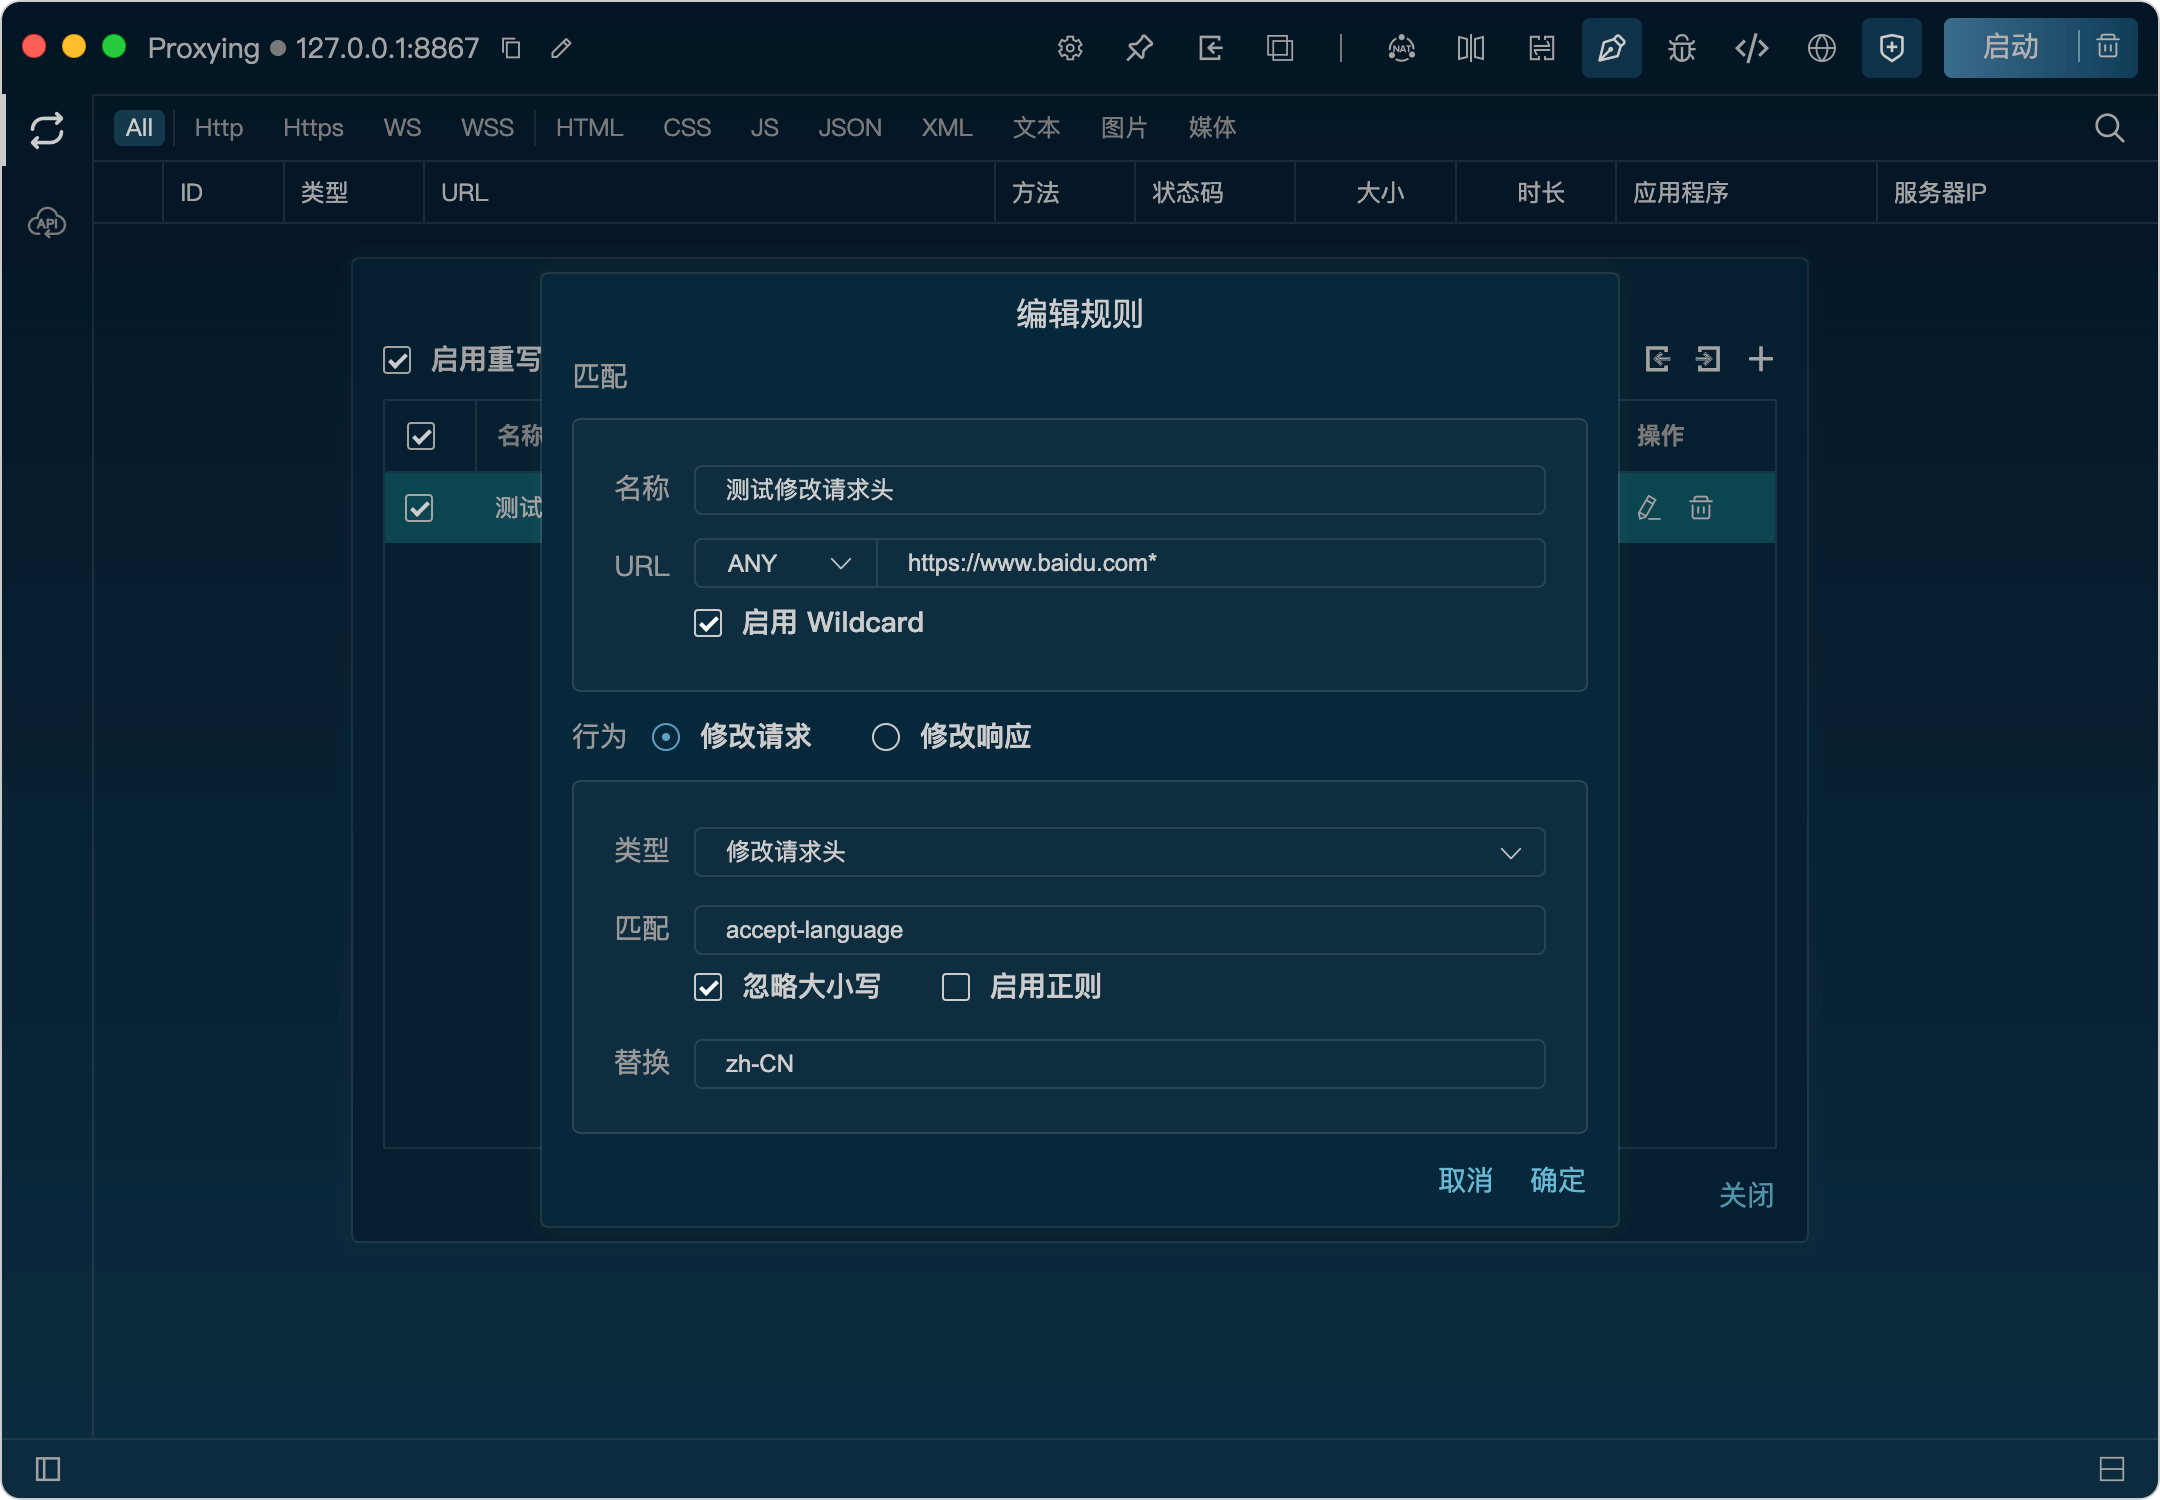 Proxying 127.0.0.1:8867
NAT
启动
All Http Https WS WSS HTML CSS JS JSON XML 文本 图片 媒体
API
ID 类型 URL 方法 状态码 大小 时长 应用程序 服务器IP
编辑规则
启用重写
匹配
名称 操作
测试
名称 测试修改请求头
URL ANY https://www.baidu.com*
启用 Wildcard
行为 修改请求 修改响应
类型 修改请求头
匹配 accept-language
忽略大小写 启用正则
替换 zh-CN
取消 确定
关闭